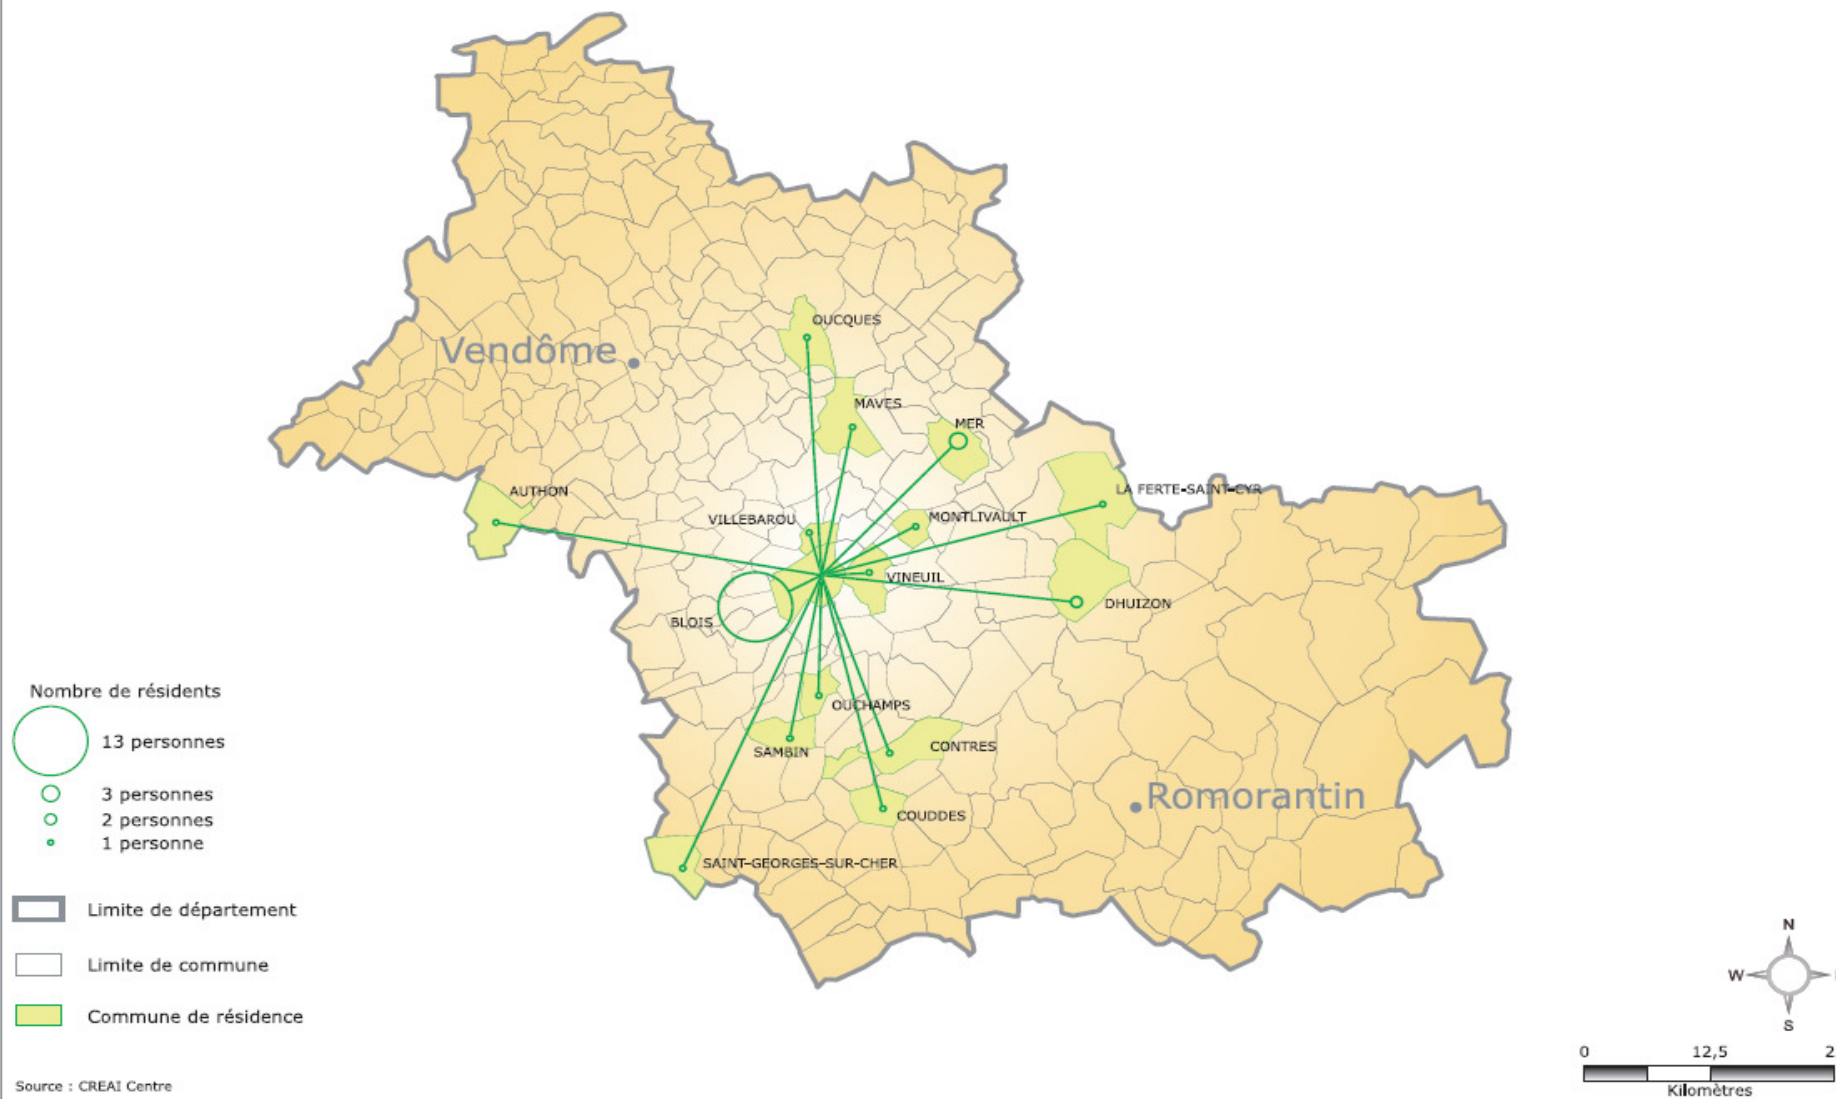 OUCQUES
Vendôme
MAVES
MER
AUTHON
LA FERTE-SAINT-CYR
VILLEBAROU
MONTLIVAULT
VINEUIL
DHUIZON
BLOIS
OUCHAMPS
SAMBIN
CONTRES
Romorantin
COUDDES
SAINT-GEORGES-SUR-CHER
Nombre de résidents
13 personnes
3 personnes
2 personnes
1 personne
Limite de département
Limite de commune
Commune de résidence
Source : CREAI Centre
N
W
S
0 12,5 2
Kilomètres